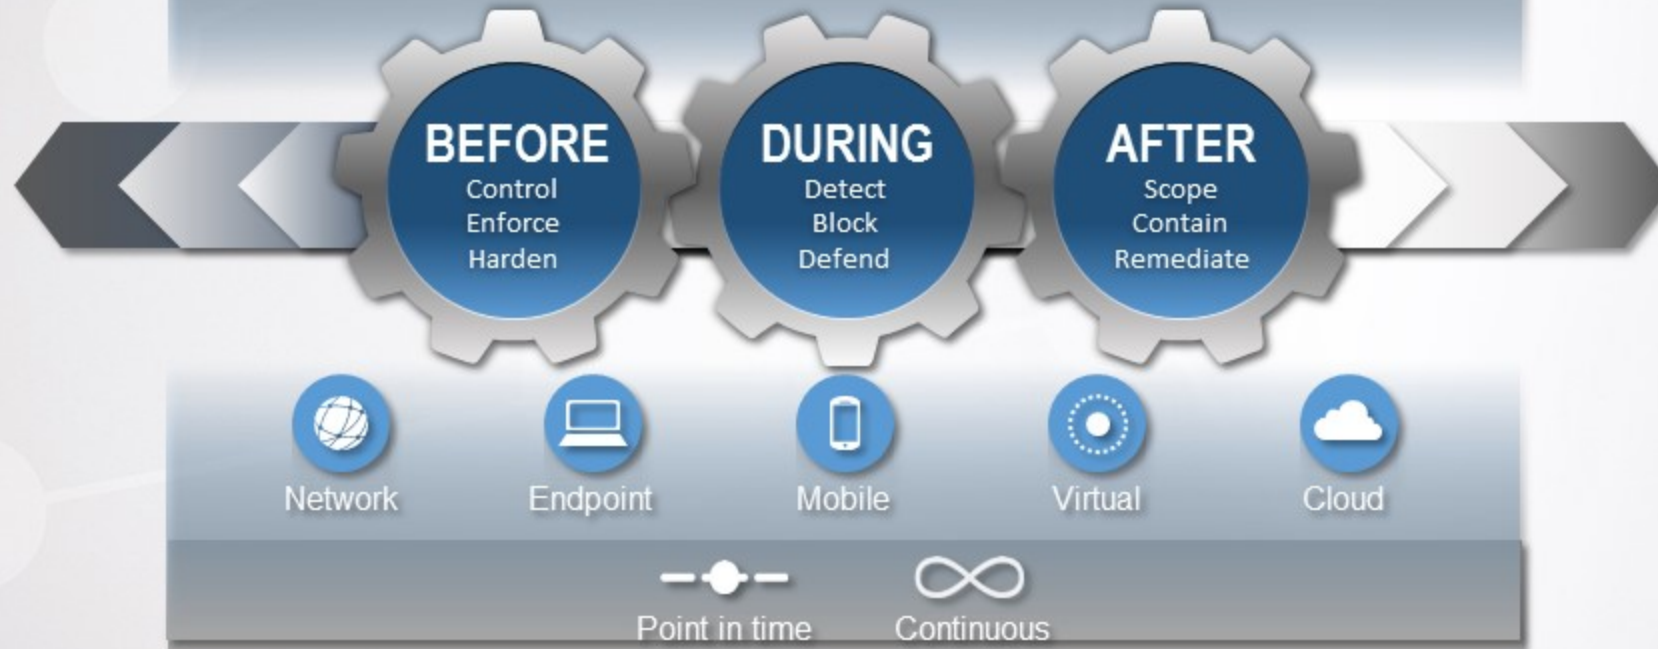 BEFORE
Control
Enforce
Harden
DURING
Detect
Block
Defend
AFTER
Scope
Contain
Remediate
Network
Endpoint
Mobile
Virtual
Cloud
Point in time
Continuous